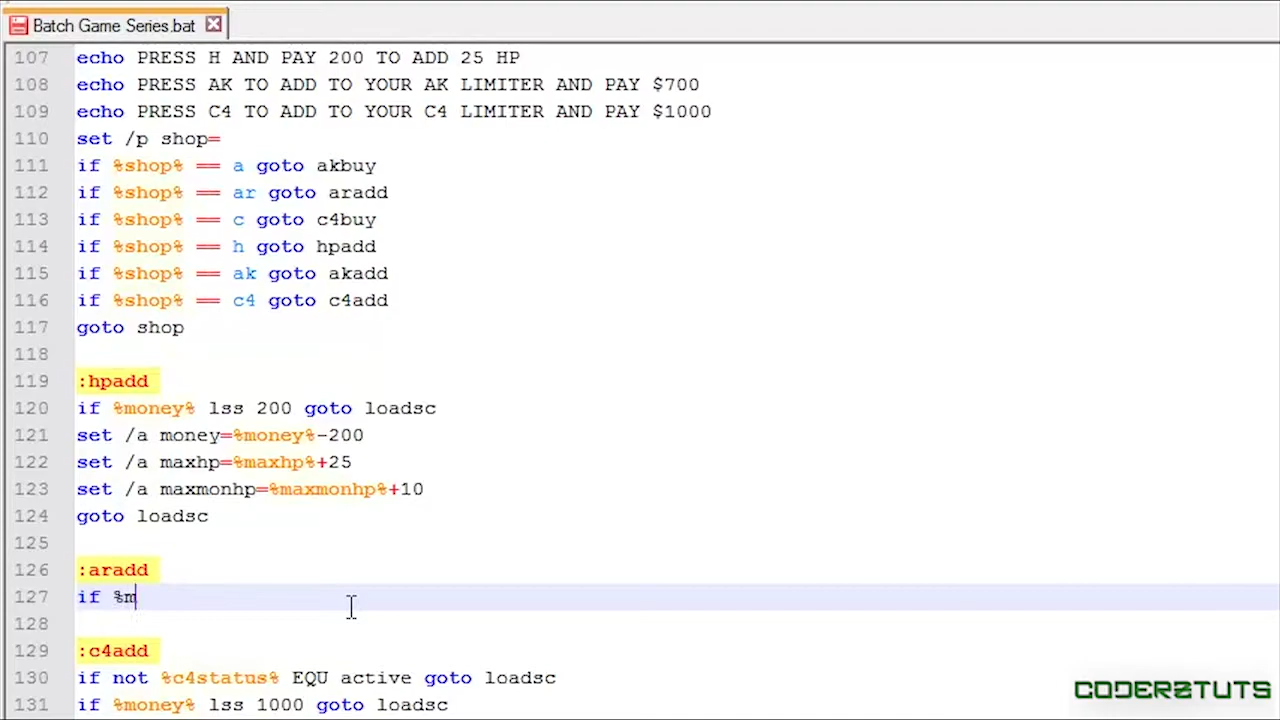 Batch Game Series.bat
107 echo PRESS H AND PAY 200 TO ADD 25 HP
108 echo PRESS AK TO ADD TO YOUR AK LIMITER AND PAY $700
109 echo PRESS C4 TO ADD TO YOUR C4 LIMITER AND PAY $1000
110 set /p shop=
111 if %shop% == a goto akbuy
112 if %shop% == ar goto aradd
113 if %shop% == c goto c4buy
114 if %shop% == h goto hpadd
115 if %shop% == ak goto akadd
116 if %shop% == c4 goto c4add
117 goto shop
118
119 :hpadd
120 if %money% lss 200 goto loadsc
121 set /a money=%money%-200
122 set /a maxhp=%maxhp%+25
123 set /a maxmonhp=%maxmonhp%+10
124 goto loadsc
125
126 :aradd
127 if %m
128
129 :c4add
130 if not %c4status% EQU active goto loadsc
131 if %money% lss 1000 goto loadsc
CODERZTUTS